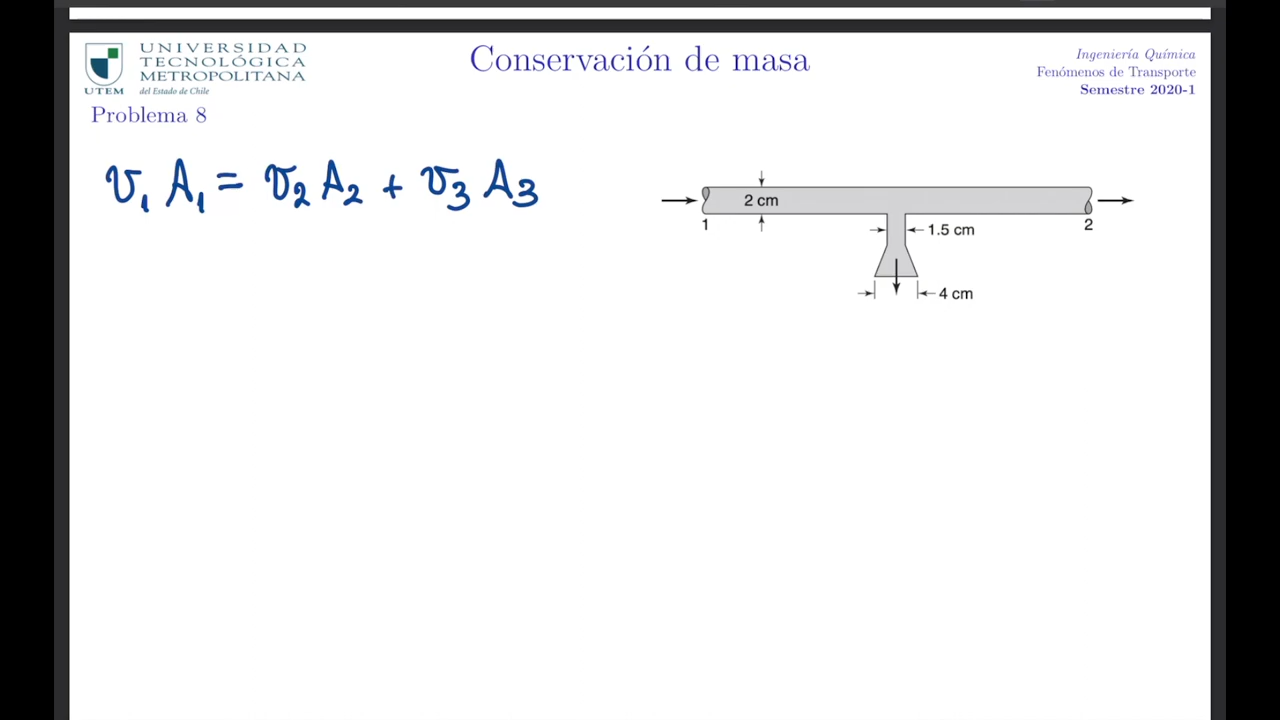 UNIVERSIDAD
TECNOLÓGICA
METROPOLITANA
UTEM del Estado de Chile
Conservación de masa
Ingeniería Química
Fenómenos de Transporte
Semestre 2020-1
Problema 8
v₁ A₁ = v₂ A₂ + v₃ A₃
2 cm
1
2
1.5 cm
4 cm